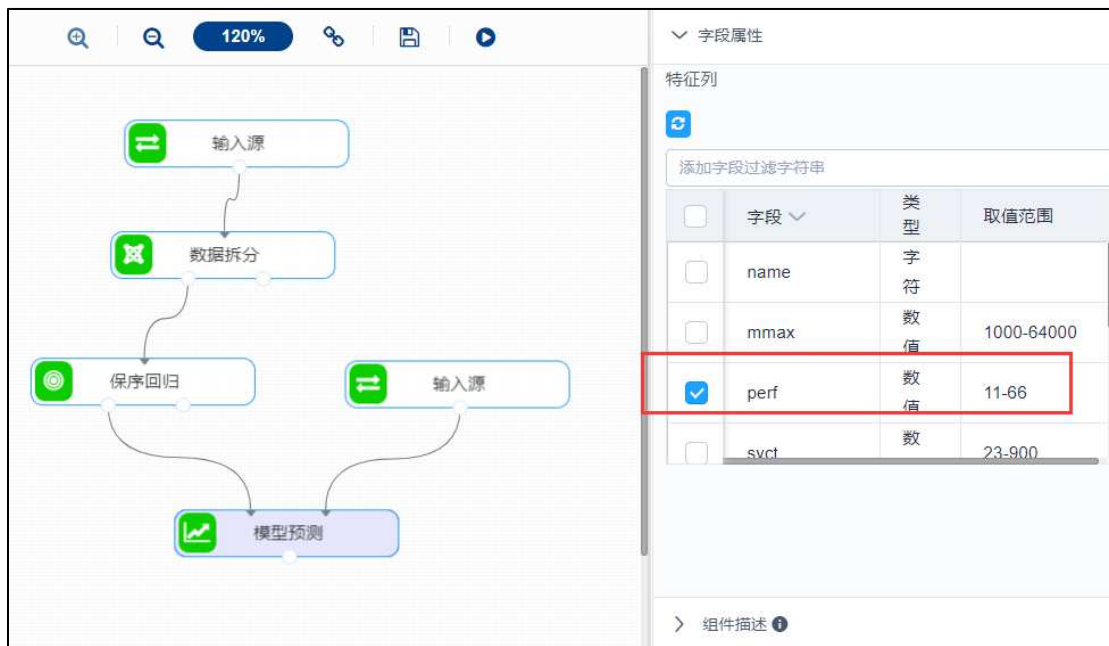 120%
输入源
数据拆分
保序回归
输入源
模型预测
字段属性
特征列
添加字段过滤字符串
字段 类型 取值范围
name 字符
mmax 数值 1000-64000
perf 数值 11-66
syct 数 23-900
组件描述